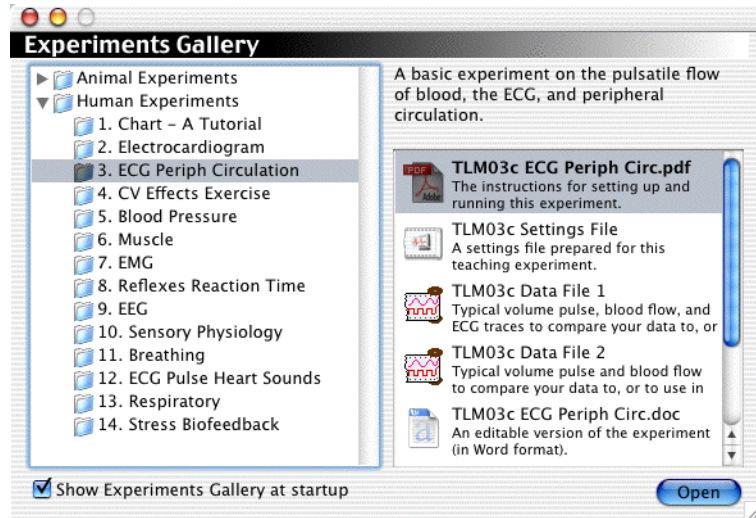 Experiments Gallery
Animal Experiments
Human Experiments
1. Chart – A Tutorial
2. Electrocardiogram
3. ECG Periph Circulation
4. CV Effects Exercise
5. Blood Pressure
6. Muscle
7. EMG
8. Reflexes Reaction Time
9. EEG
10. Sensory Physiology
11. Breathing
12. ECG Pulse Heart Sounds
13. Respiratory
14. Stress Biofeedback
A basic experiment on the pulsatile flow
of blood, the ECG, and peripheral
circulation.
PDF
Adobe
TLM03c ECG Periph Circ.pdf
The instructions for setting up and
running this experiment.
TLM03c Settings File
A settings file prepared for this
teaching experiment.
TLM03c Data File 1
Typical volume pulse, blood flow, and
ECG traces to compare your data to, or
TLM03c Data File 2
Typical volume pulse and blood flow
to compare your data to, or to use in
TLM03c ECG Periph Circ.doc
An editable version of the experiment
(in Word format).
Show Experiments Gallery at startup
Open